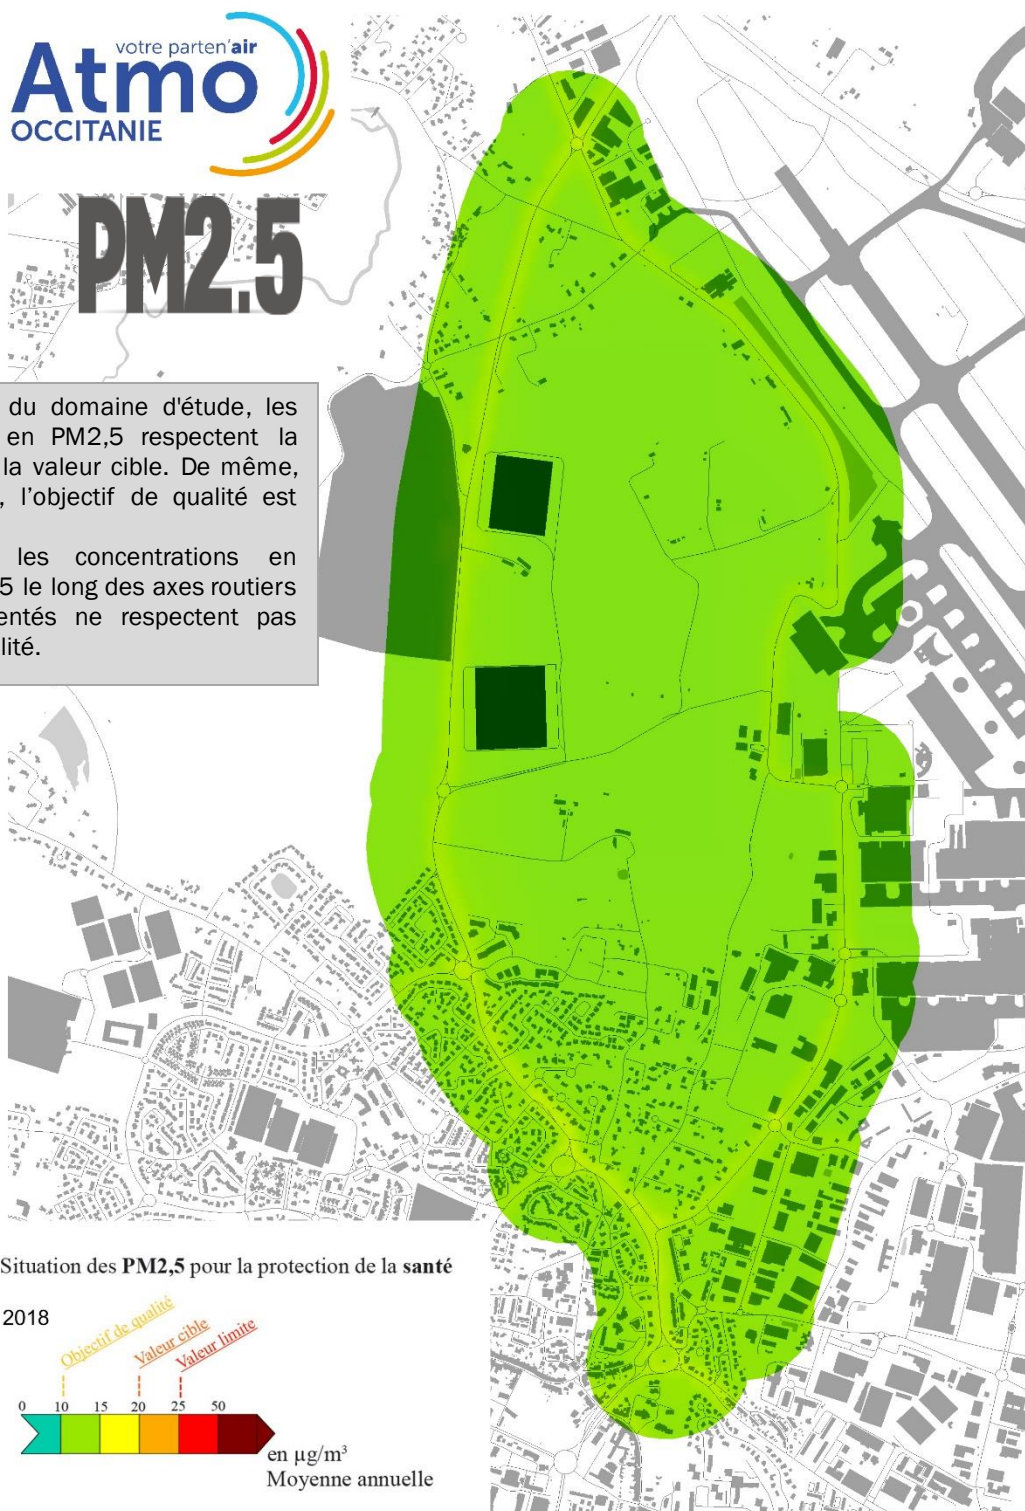 votre parten'air
Atmo
OCCITANIE
PM2.5
du domaine d'étude, les
en PM2,5 respectent la
la valeur cible. De même,
, l'objectif de qualité est
les concentrations en
5 le long des axes routiers
entés ne respectent pas
lité.
Situation des PM2,5 pour la protection de la santé
2018
Objectif de qualité
Valeur cible
Valeur limite
0 10 15 20 25 50
en µg/m³
Moyenne annuelle